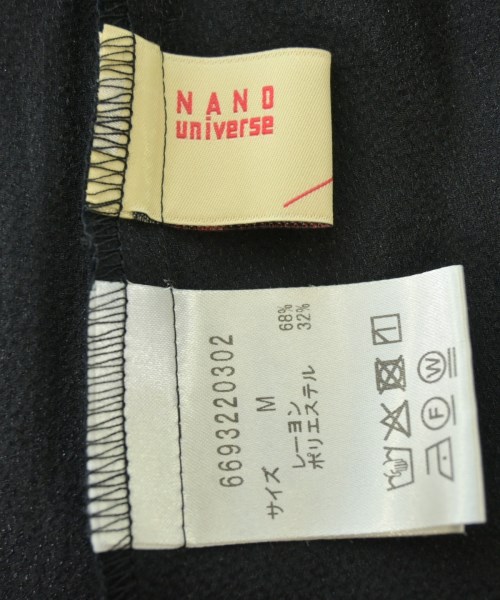 NANO
universe
6693220302
サイズ M
レーヨン 68%
ポリエステル 32%
F W